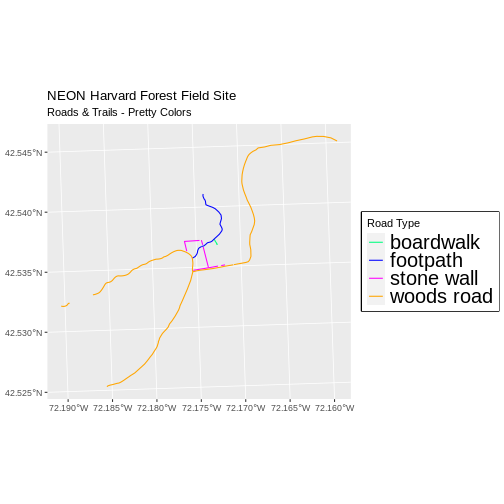 NEON Harvard Forest Field Site
Roads & Trails - Pretty Colors
42.545°N
42.540°N
42.535°N
42.530°N
42.525°N
72.190°W 72.185°W 72.180°W 72.175°W 72.170°W 72.165°W 72.160°W
Road Type
boardwalk
footpath
stone wall
woods road